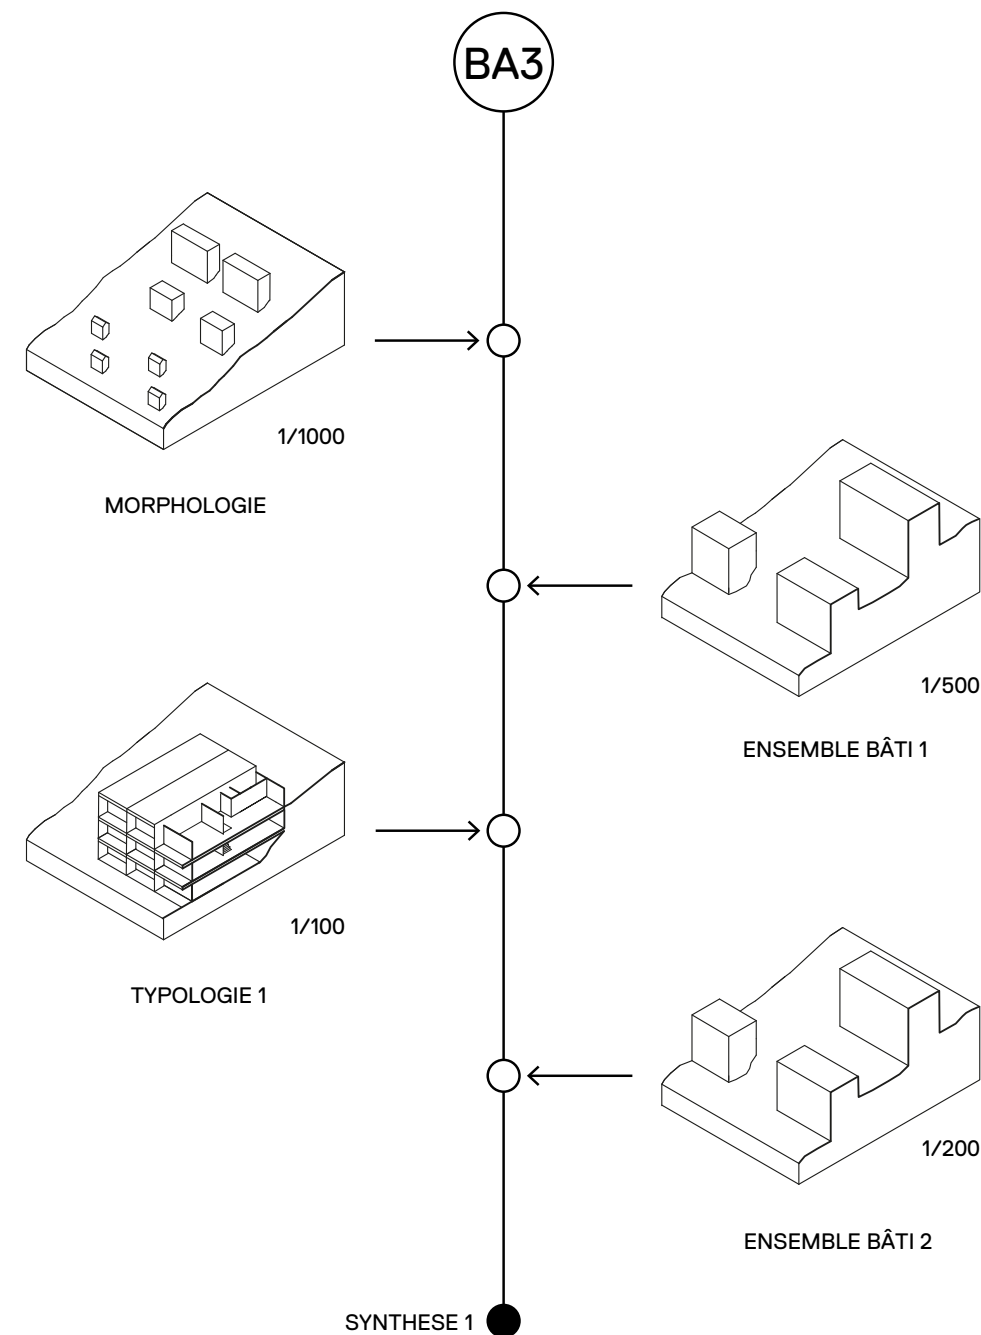 BA3
1/1000
MORPHOLOGIE
1/500
ENSEMBLE BÂTI 1
1/100
TYPOLOGIE 1
1/200
ENSEMBLE BÂTI 2
SYNTHESE 1